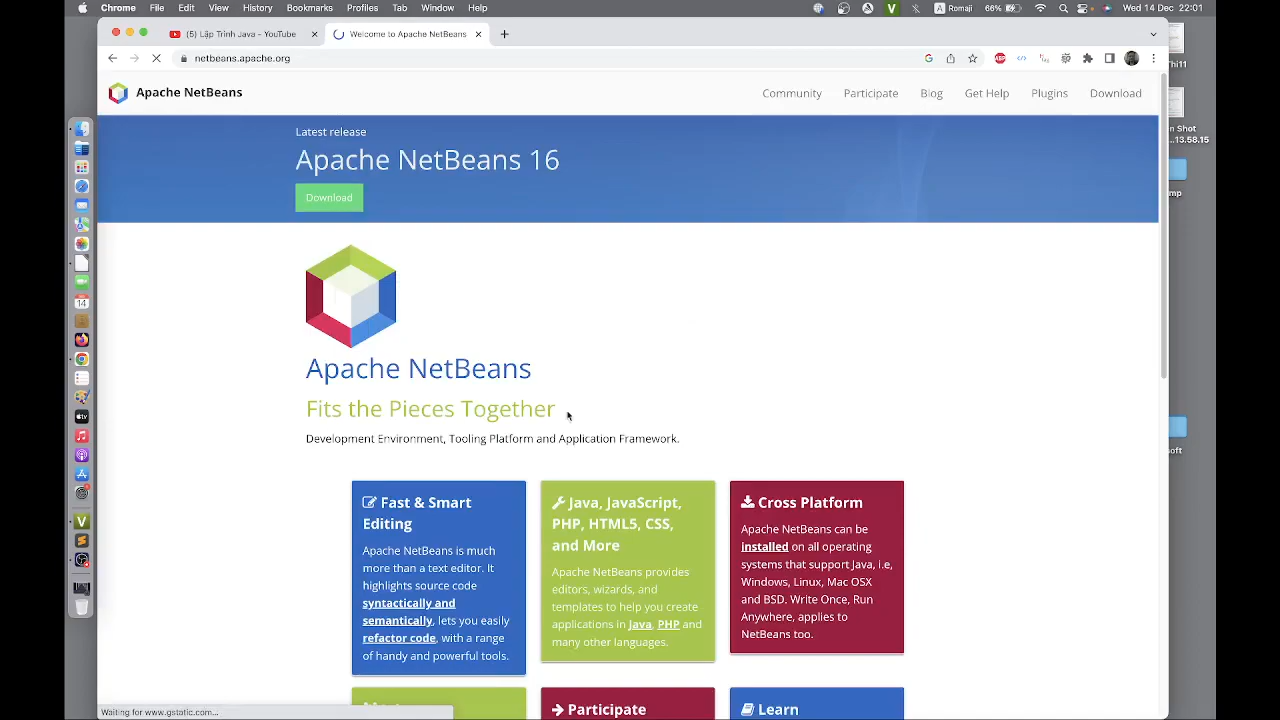 Chrome File Edit View History Bookmarks Profiles Tab Window Help
V A Romaji 66% Wed 14 Dec 22:01
(5) Lập Trình Java - YouTube
Welcome to Apache NetBeans
netbeans.apache.org
Apache NetBeans
Community Participate Blog Get Help Plugins Download
Latest release
Apache NetBeans 16
Download
Apache NetBeans
Fits the Pieces Together
Development Environment, Tooling Platform and Application Framework.
Fast & Smart
Editing
Apache NetBeans is much
more than a text editor. It
highlights source code
syntactically and
semantically, lets you easily
refactor code, with a range
of handy and powerful tools.
Java, JavaScript,
PHP, HTML5, CSS,
and More
Apache NetBeans provides
editors, wizards, and
templates to help you create
applications in Java, PHP and
many other languages.
Cross Platform
Apache NetBeans can be
installed on all operating
systems that support Java, i.e,
Windows, Linux, Mac OSX
and BSD. Write Once, Run
Anywhere, applies to
NetBeans too.
Participate
Learn
Waiting for www.gstatic.com...
n Shot
...13.58.15
mp
soft